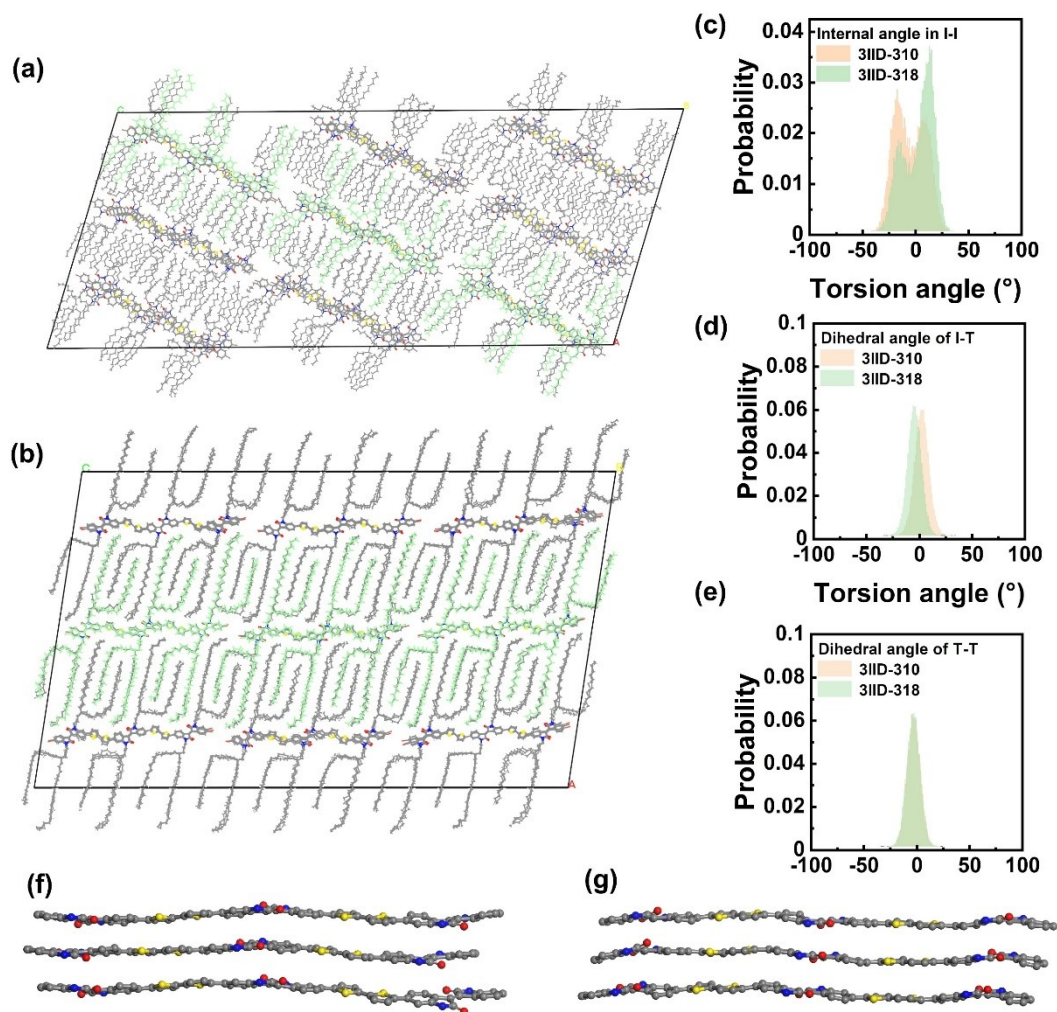 (a)
C
B
A
(b)
C
B
A
(c)
Probability
0.04
0.03
0.02
0.01
0
Internal angle in I-I
3IID-310
3IID-318
-100 -50 0 50 100
Torsion angle (°)
(d)
Probability
0.1
0.08
0.06
0.04
0.02
0
Dihedral angle of I-T
3IID-310
3IID-318
-100 -50 0 50 100
Torsion angle (°)
(e)
Probability
0.1
0.08
0.06
0.04
0.02
0
Dihedral angle of T-T
3IID-310
3IID-318
-100 -50 0 50 100
(f)
(g)